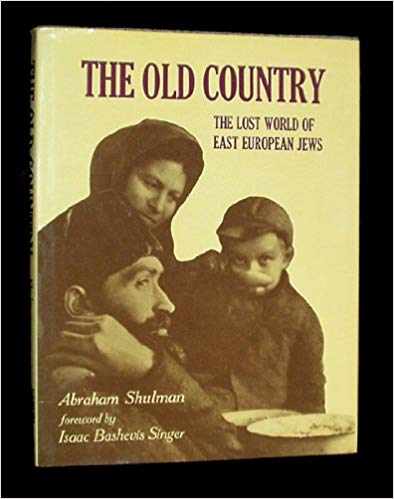 THE OLD COUNTRY
THE LOST WORLD OF
EAST EUROPEAN JEWS
Abraham Shulman
foreword by
Isaac Bashevis Singer